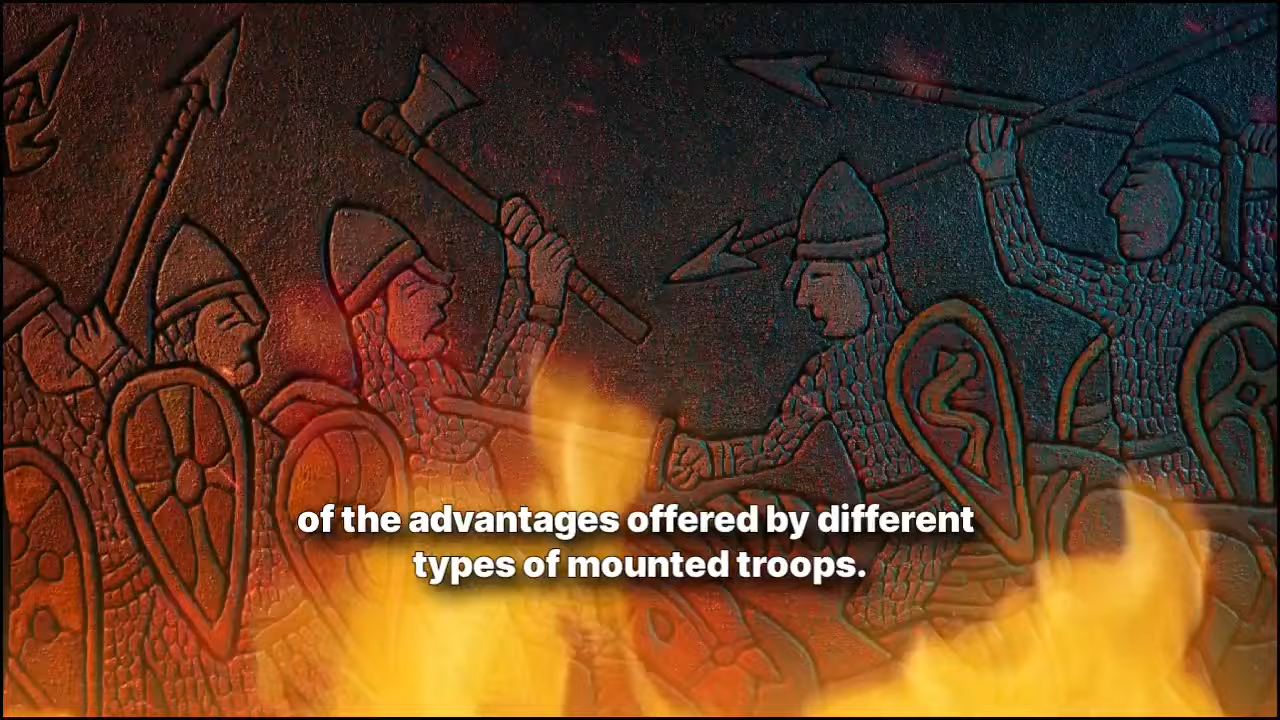 of the advantages offered by different
types of mounted troops.